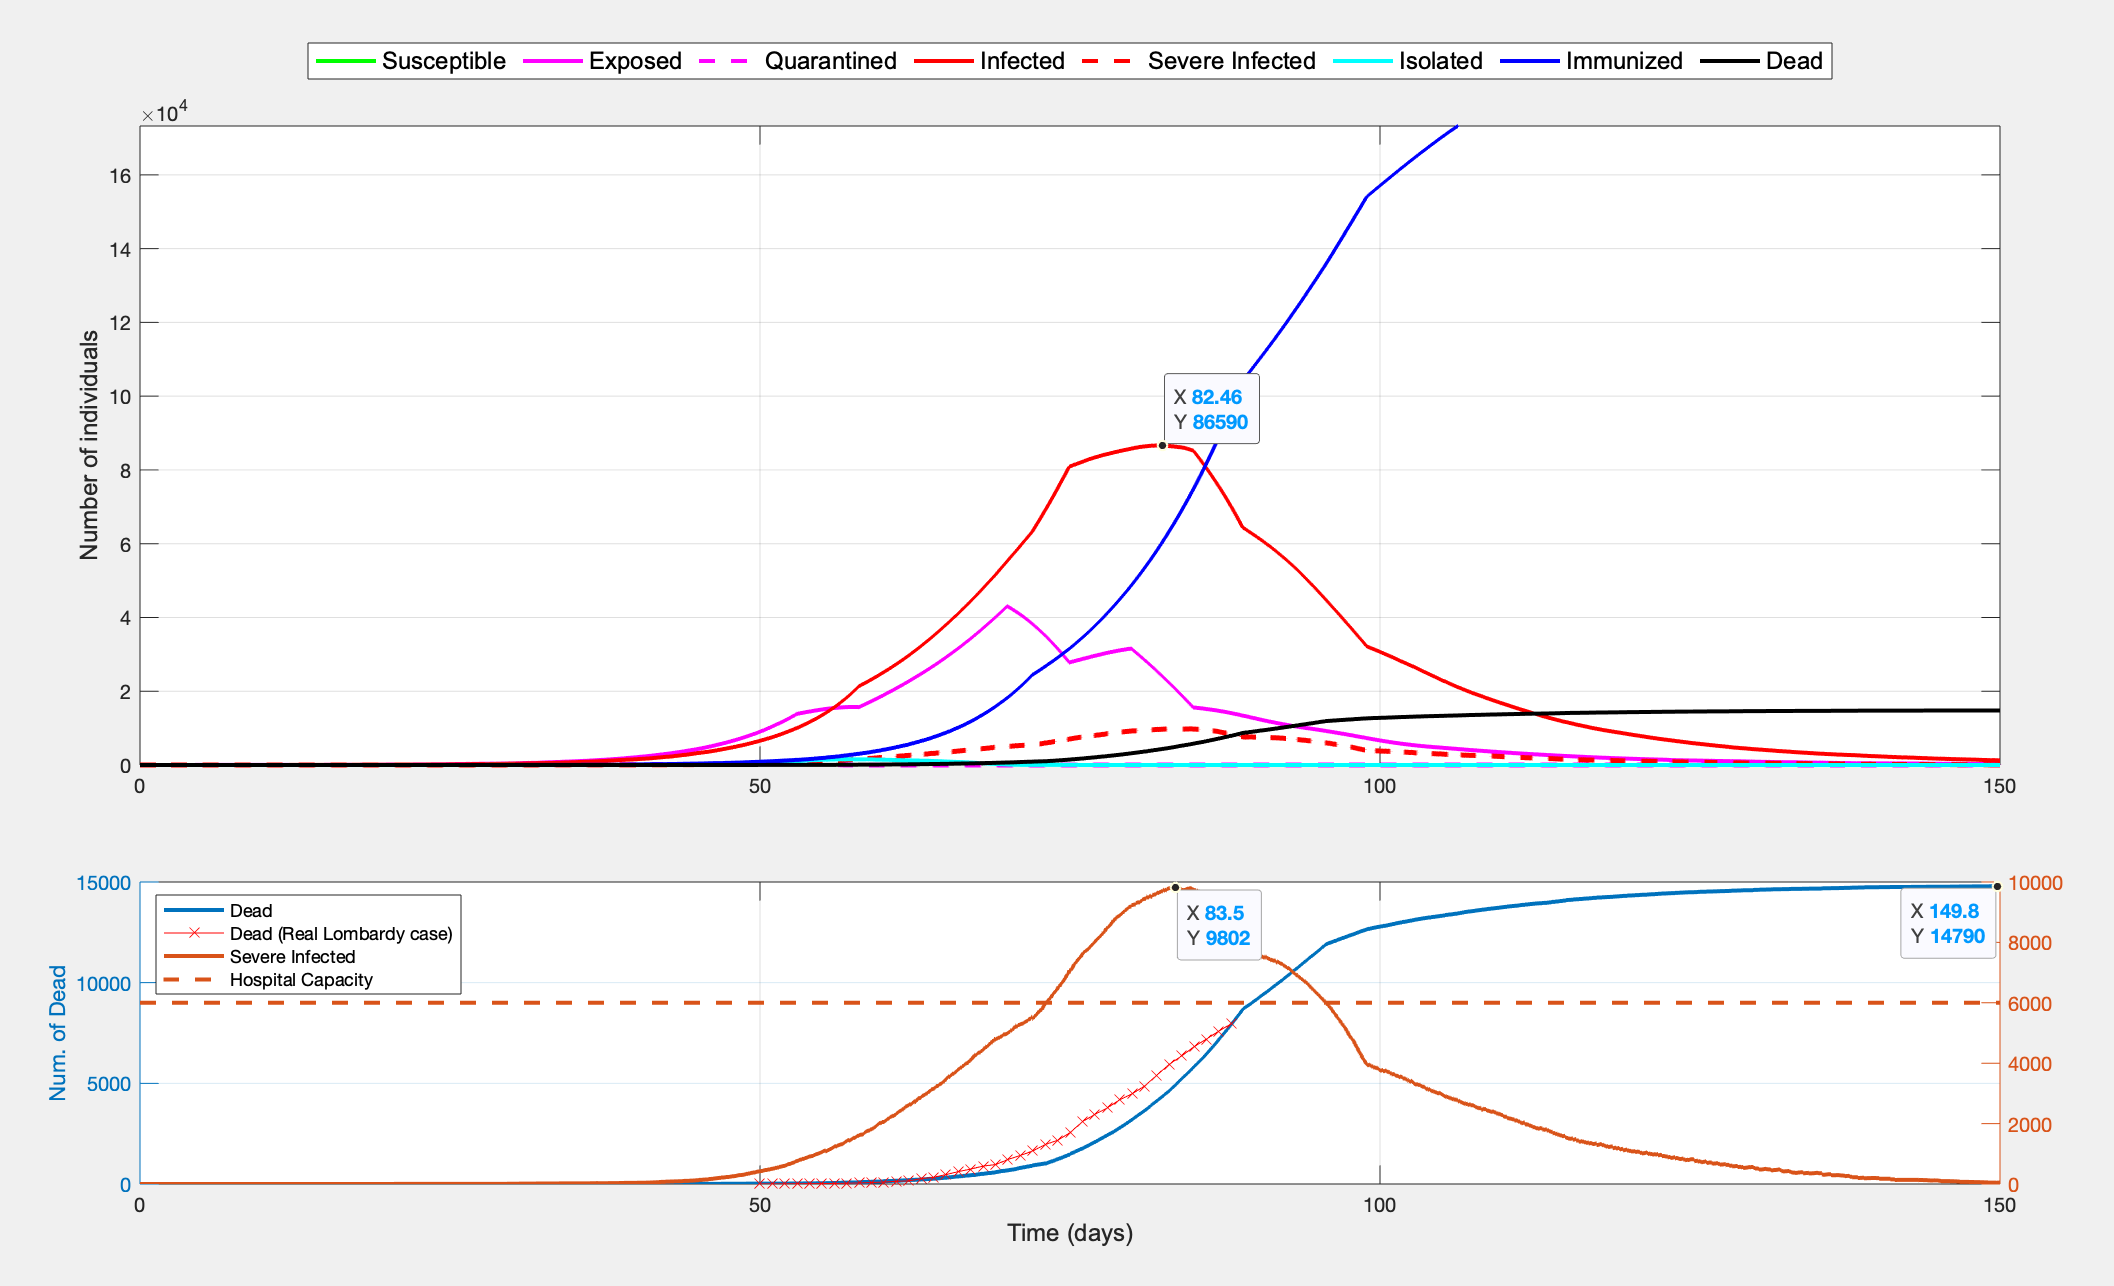 Susceptible Exposed Quarantined Infected Severe Infected Isolated Immunized Dead
×10⁴
16
14
12
10
8
6
4
2
0
Number of individuals
X 82.46
Y 86590
0 50 100 150
15000
10000
5000
0
Num. of Dead
Dead
Dead (Real Lombardy case)
Severe Infected
Hospital Capacity
X 83.5
Y 9802
X 149.8
Y 14790
10000
8000
6000
4000
2000
0
0 50 100 150
Time (days)